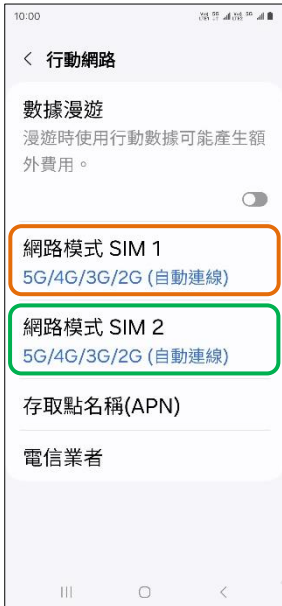 10:00
行動網路
數據漫遊
漫遊時使用行動數據可能產生額
外費用。
網路模式 SIM 1
5G/4G/3G/2G (自動連線)
網路模式 SIM 2
5G/4G/3G/2G (自動連線)
存取點名稱(APN)
電信業者